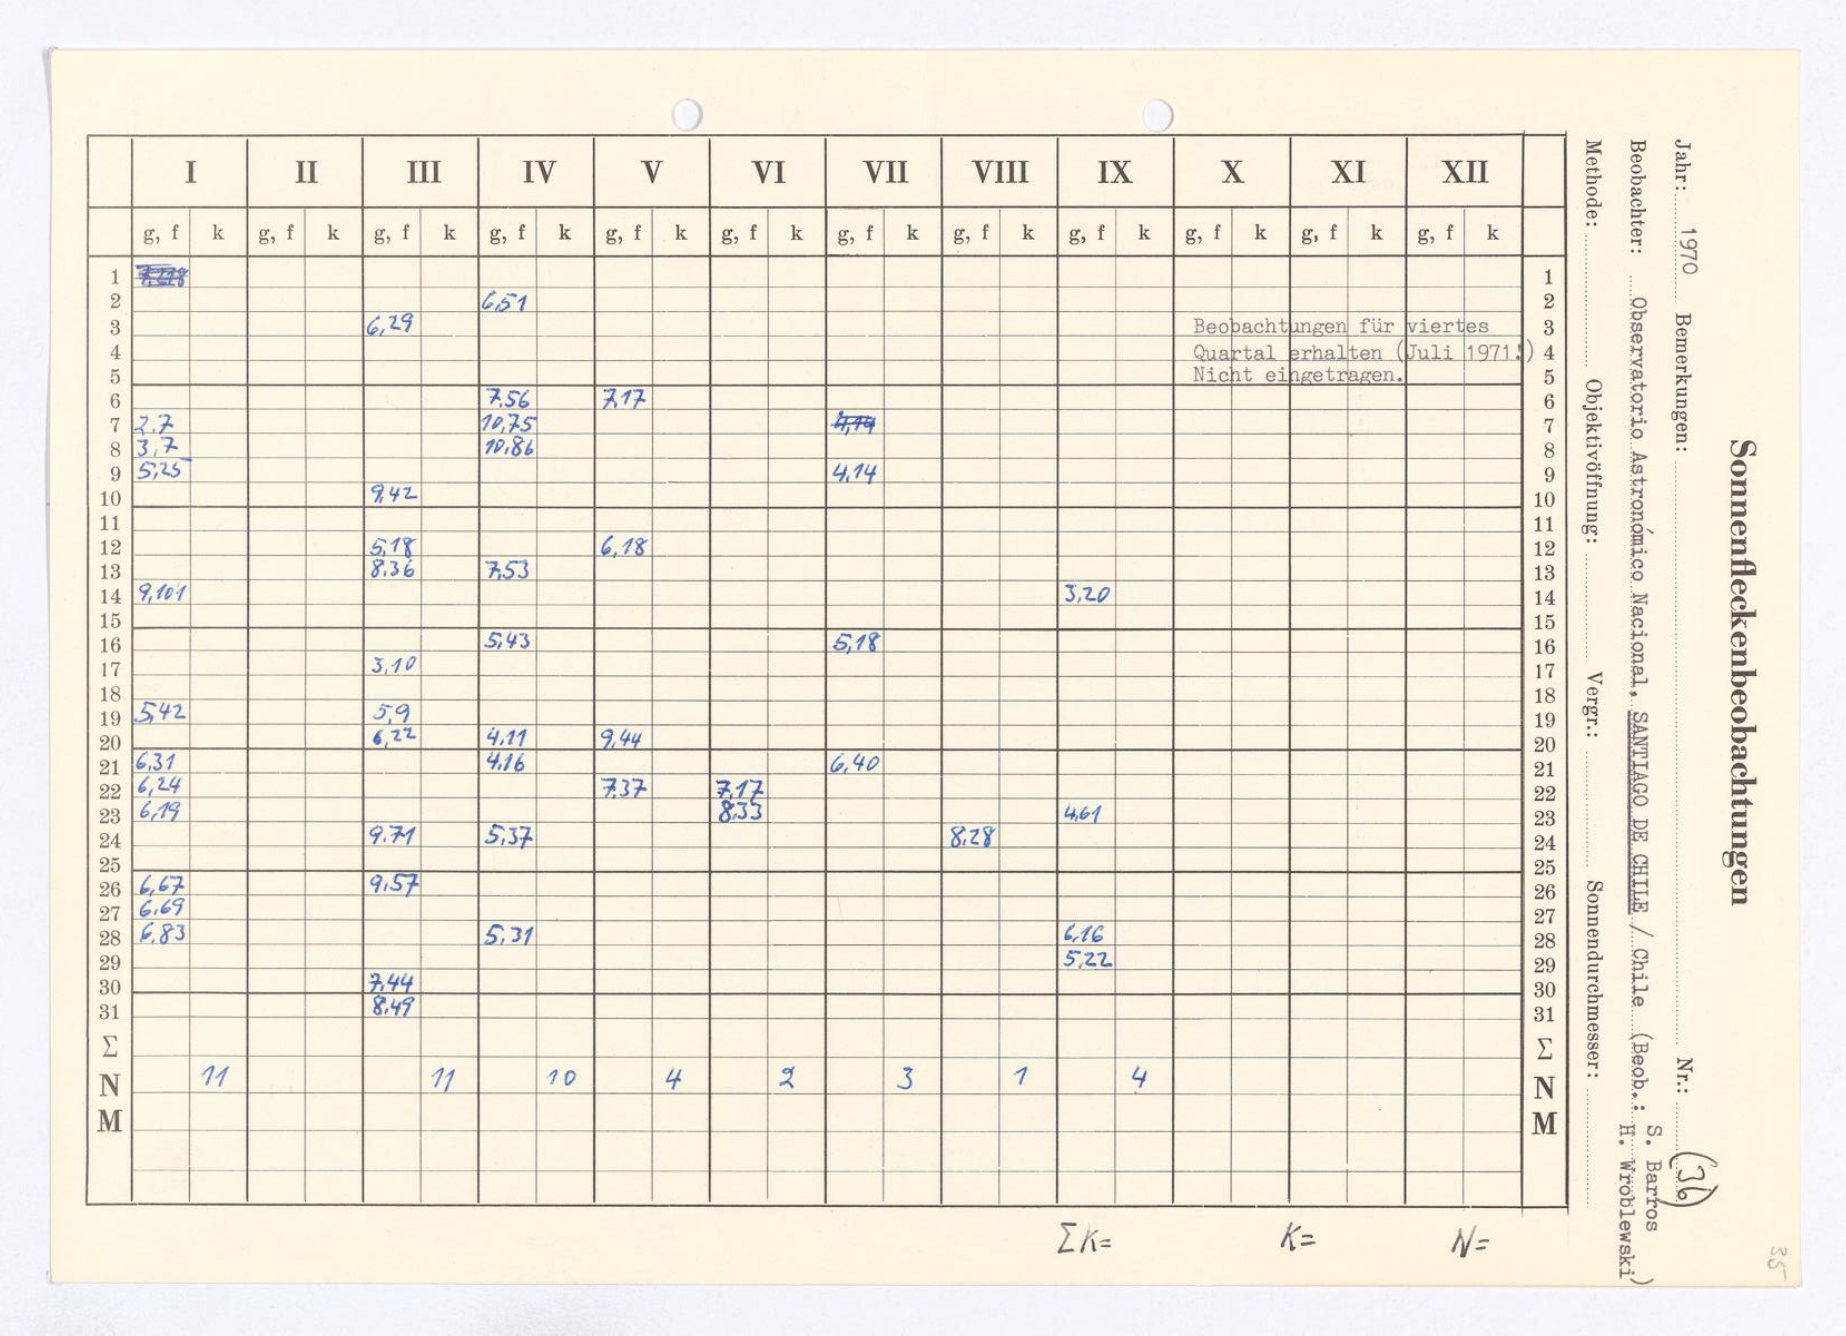 Sonnenfleckenbeobachtungen
Jahr: 1970 Bemerkungen: Nr.: (36)
Beobachter: Observatorio Astronómico Nacional, SANTIAGO DE CHILE / Chile (Beob.: S. Barros
H. Wroblewski)
Methode: Objektivöffnung: Vergr.: Sonnendurchmesser:
I II III IV V VI VII VIII IX X XI XII
g, f k g, f k g, f k g, f k g, f k g, f k g, f k g, f k g, f k g, f k g, f k g, f k
1 1
2 6,51 2
3 6,29 Beobachtungen für viertes 3
4 Quartal erhalten (Juli 1971!) 4
5 Nicht eingetragen. 5
6 7,56 7,17 6
7 2,7 10,75 4,14 7
8 3,7 10,86 8
9 5,25 4,14 9
10 9,42 10
11 11
12 5,18 6,18 12
13 8,36 7,53 13
14 9,101 3,20 14
15 15
16 5,43 5,18 16
17 3,10 17
18 18
19 5,42 5,9 19
20 6,22 4,11 9,44 20
21 6,31 4,16 6,40 21
22 6,24 7,37 7,17 22
23 6,19 8,33 4,61 23
24 9,71 5,37 8,28 24
25 25
26 6,67 9,57 26
27 6,69 27
28 6,83 5,31 6,16 28
29 5,22 29
30 7,44 30
31 8,49 31
Σ Σ
N 11 11 10 4 2 3 1 4 N
M M
ΣK= K= N=
35